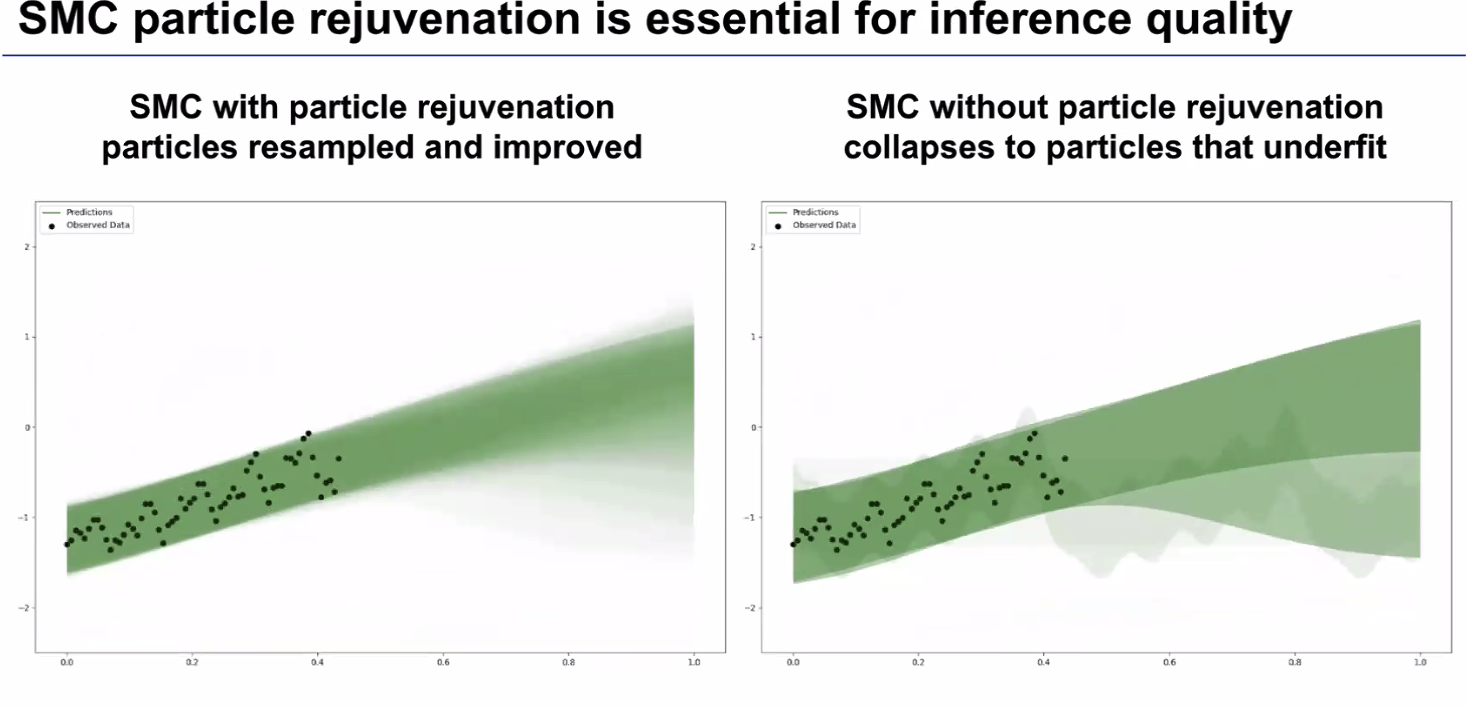 SMC particle rejuvenation is essential for inference quality
SMC with particle rejuvenation
particles resampled and improved
Predictions
Observed Data
2
1
0
−1
−2
0.0 0.2 0.4 0.6 0.8 1.0
SMC without particle rejuvenation
collapses to particles that underfit
Predictions
Observed Data
2
1
0
−1
−2
0.0 0.2 0.4 0.6 0.8 1.0